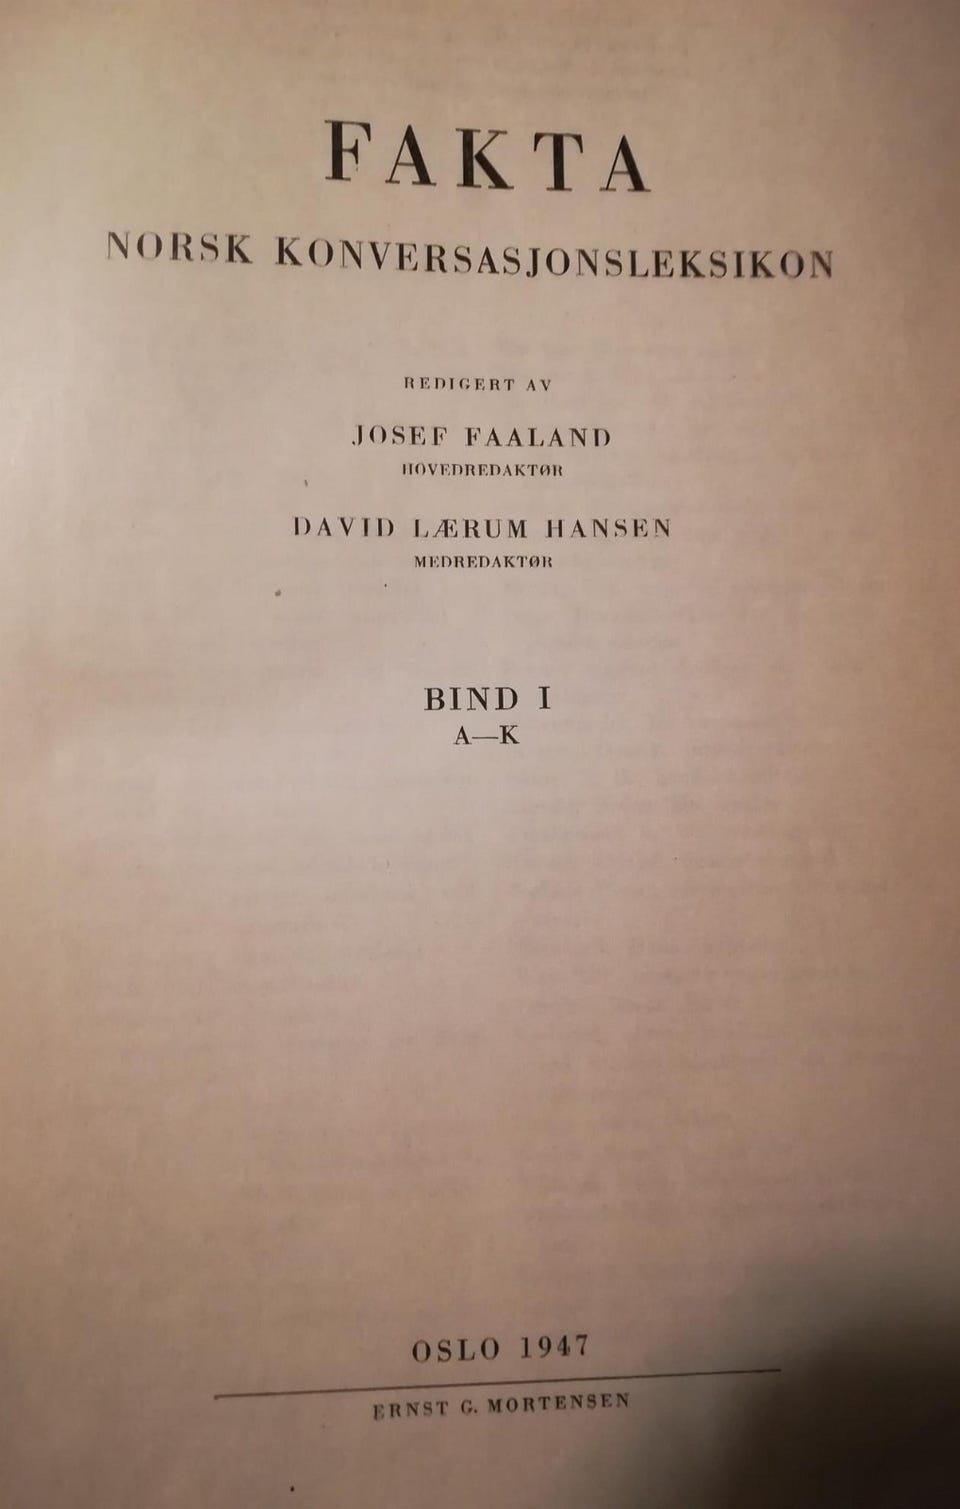 FAKTA
NORSK KONVERSASJONSLEKSIKON
REDIGERT AV
JOSEF FAALAND
HOVEDREDAKTØR
DAVID LÆRUM HANSEN
MEDREDAKTØR
BIND I
A—K
OSLO 1947
ERNST G. MORTENSEN